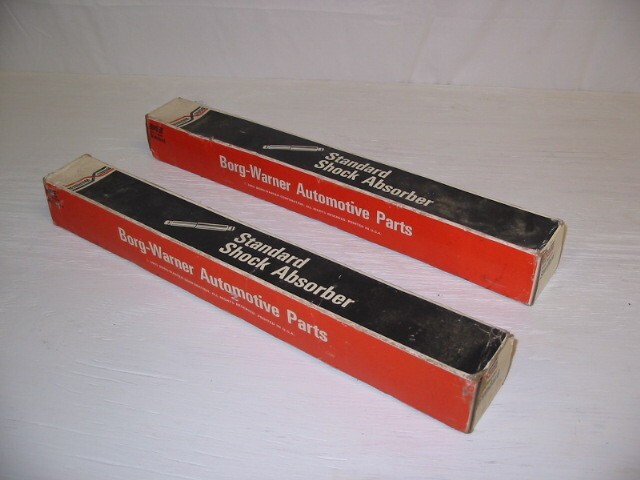 Standard
Shock Absorber
Borg-Warner Automotive Parts
Standard
Shock Absorber
Borg-Warner Automotive Parts